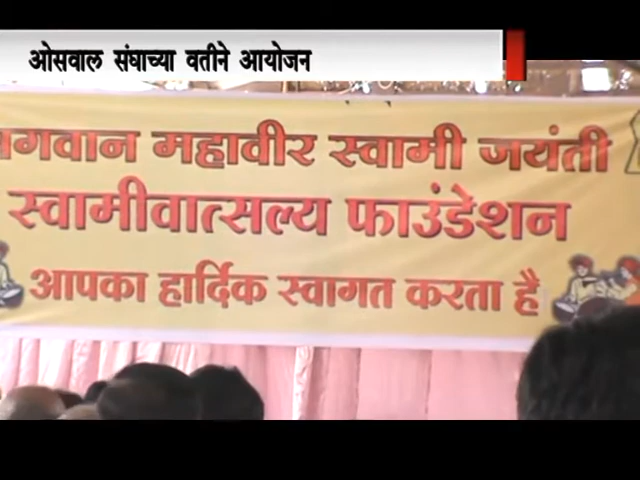 ओसवाल संघाच्या वतीने आयोजन
महावीर स्वामी जयंती
स्वामीवात्सल्य फाउंडेशन
आपका हार्दिक स्वागत करता है